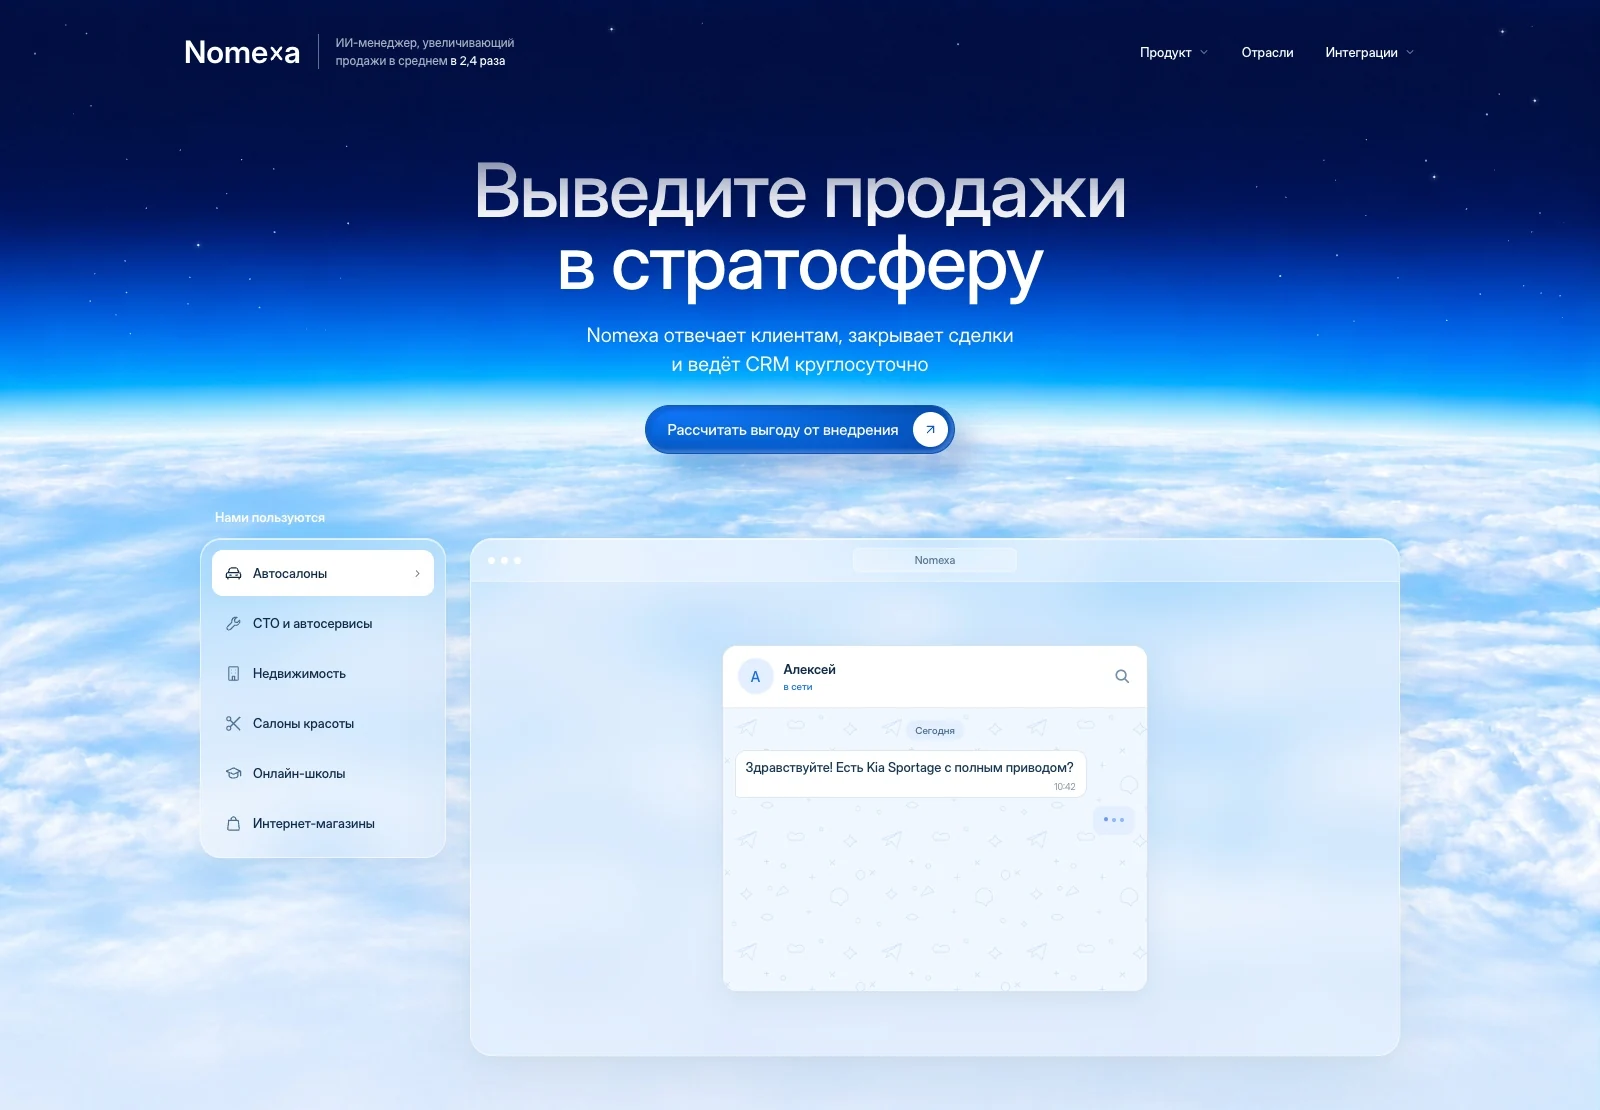 Nomexa
ИИ-менеджер, увеличивающий
продажи в среднем в 2,4 раза
Продукт
Отрасли
Интеграции
Выведите продажи
в стратосферу
Nomexa отвечает клиентам, закрывает сделки
и ведёт CRM круглосуточно
Рассчитать выгоду от внедрения
Нами пользуются
Автосалоны
СТО и автосервисы
Недвижимость
Салоны красоты
Онлайн-школы
Интернет-магазины
Nomexa
А
Алексей
в сети
Сегодня
Здравствуйте! Есть Kia Sportage с полным приводом?
10:42